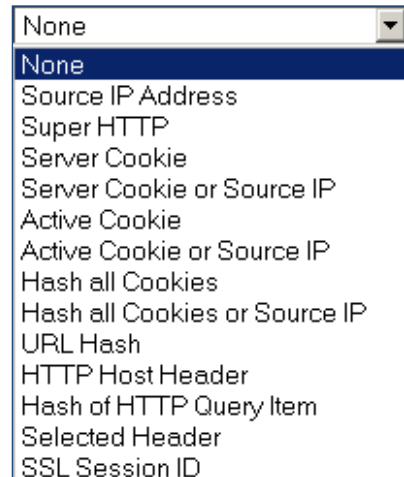 None
None
Source IP Address
Super HTTP
Server Cookie
Server Cookie or Source IP
Active Cookie
Active Cookie or Source IP
Hash all Cookies
Hash all Cookies or Source IP
URL Hash
HTTP Host Header
Hash of HTTP Query Item
Selected Header
SSL Session ID